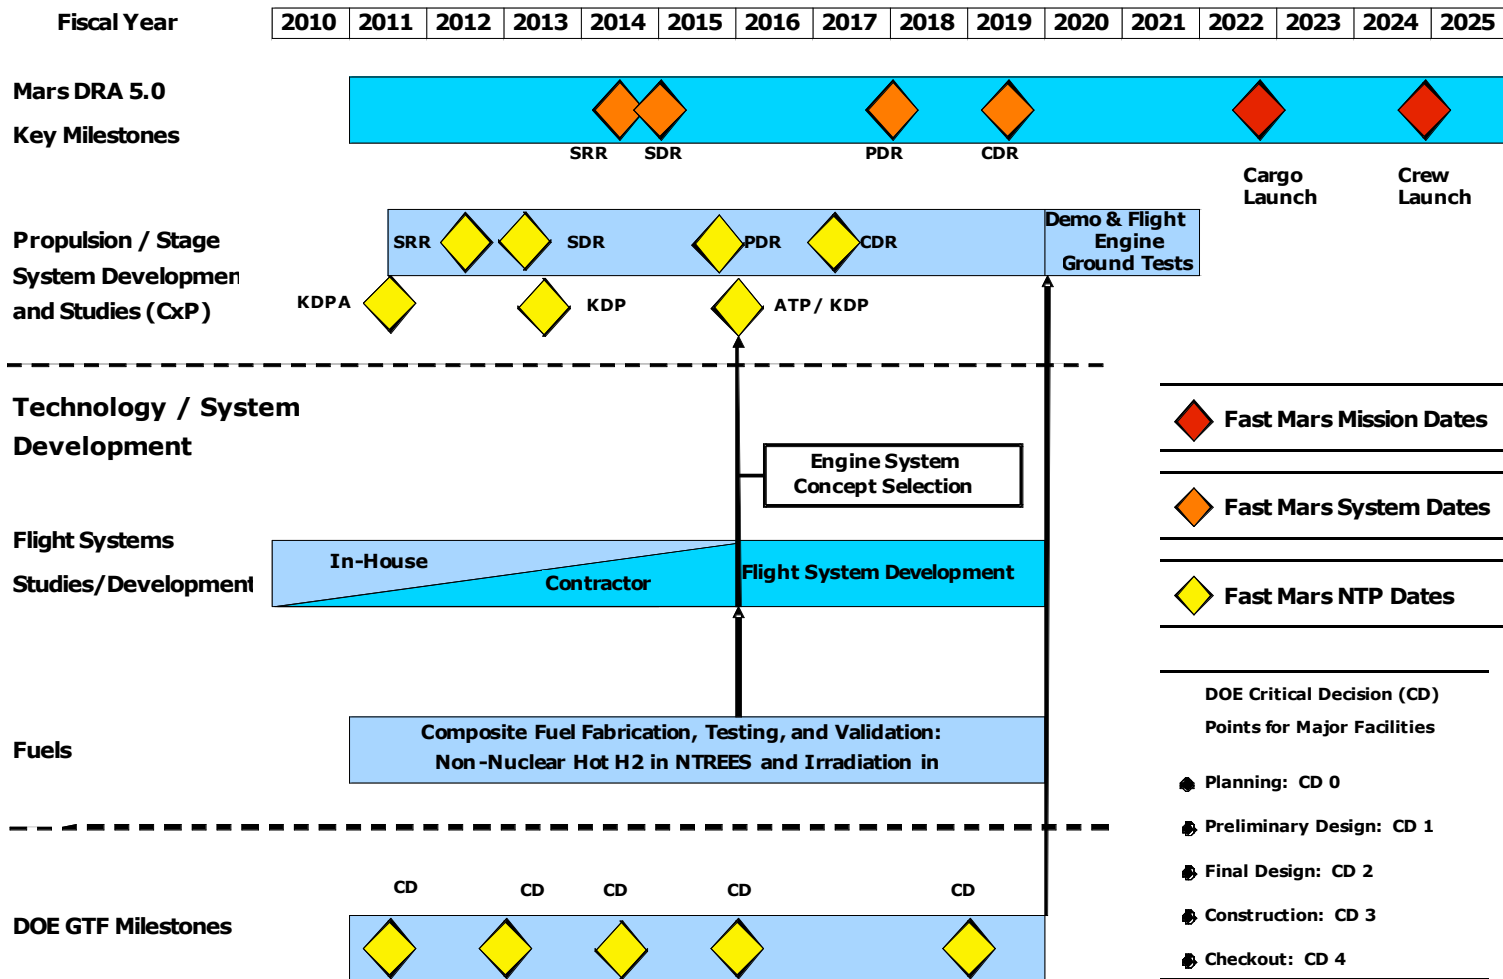 Fiscal Year 2010 2011 2012 2013 2014 2015 2016 2017 2018 2019 2020 2021 2022 2023 2024 2025
Mars DRA 5.0
Key Milestones
SRR SDR PDR CDR
Cargo
Launch
Crew
Launch
Propulsion / Stage
System Developmen
and Studies (CxP)
SRR SDR PDR CDR
Demo & Flight
Engine
Ground Tests
KDPA KDP ATP / KDP
Technology / System
Development
Engine System
Concept Selection
Flight Systems
Studies/Development
In-House
Contractor
Flight System Development
Fuels
Composite Fuel Fabrication, Testing, and Validation:
Non-Nuclear Hot H2 in NTREES and Irradiation in
DOE GTF Milestones
CD CD CD CD CD
Fast Mars Mission Dates
Fast Mars System Dates
Fast Mars NTP Dates
DOE Critical Decision (CD)
Points for Major Facilities
Planning: CD 0
Preliminary Design: CD 1
Final Design: CD 2
Construction: CD 3
Checkout: CD 4